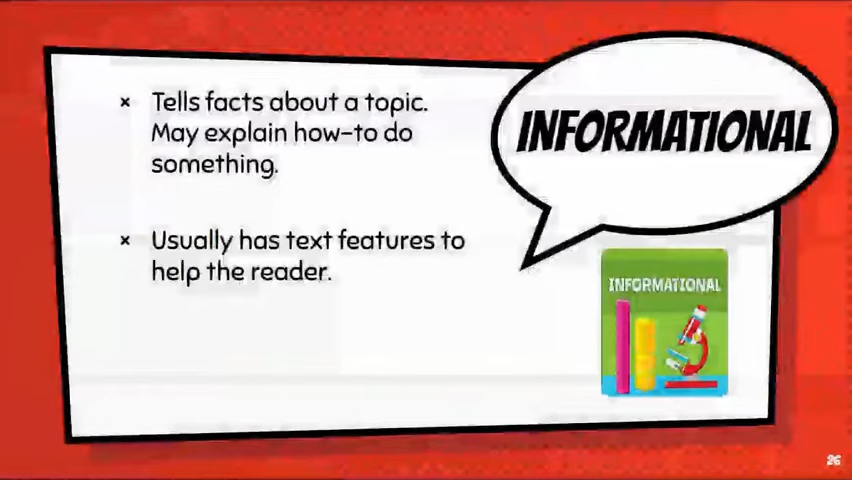 INFORMATIONAL
× Tells facts about a topic.
May explain how-to do
something.
× Usually has text features to
help the reader.
INFORMATIONAL
26